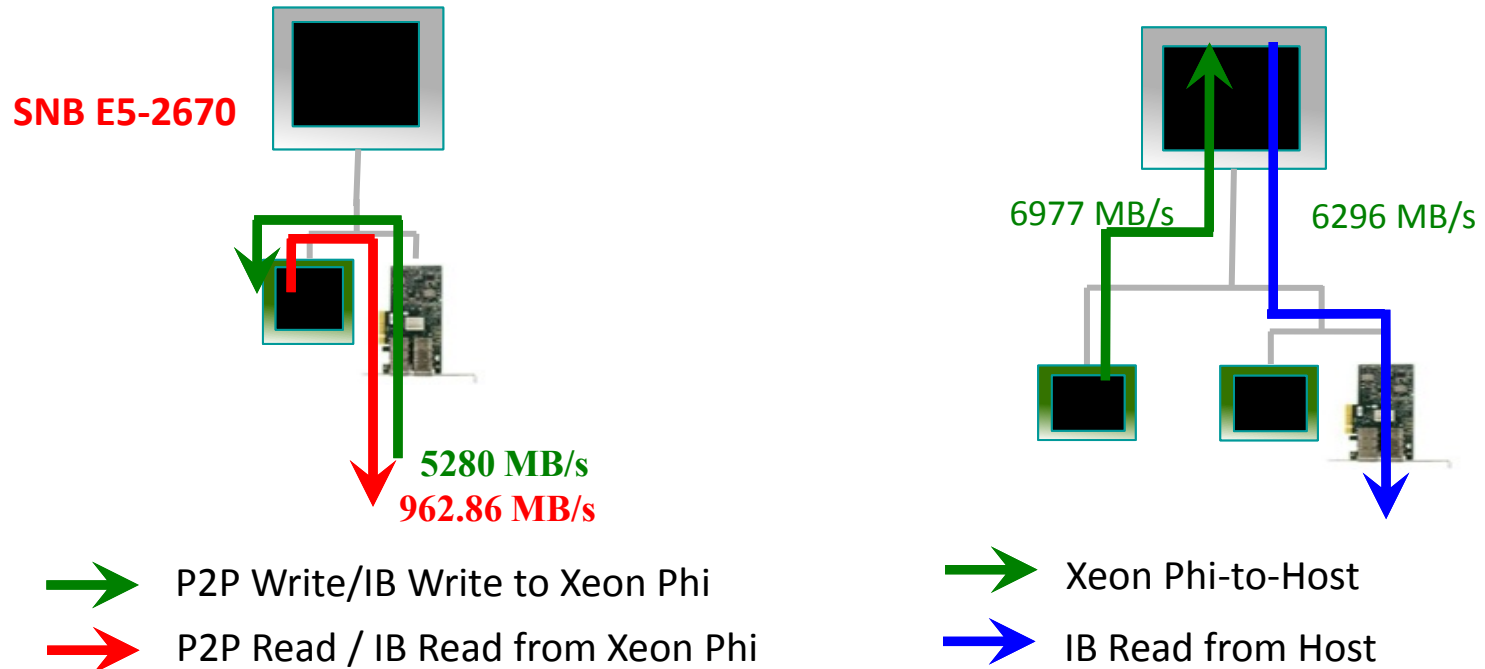 SNB E5-2670
5280 MB/s
962.86 MB/s
P2P Write/IB Write to Xeon Phi
P2P Read / IB Read from Xeon Phi
6977 MB/s
6296 MB/s
Xeon Phi-to-Host
IB Read from Host